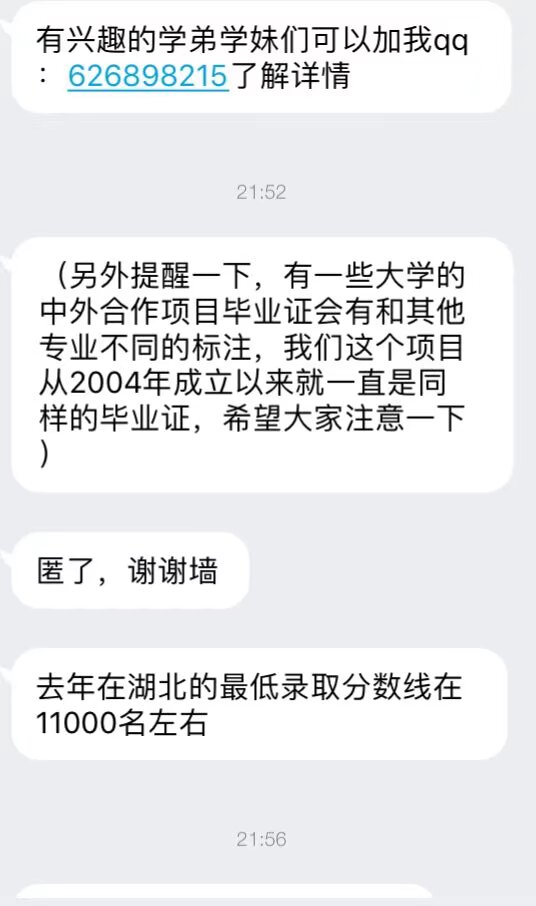 有兴趣的学弟学妹们可以加我qq
：626898215了解详情
21:52
（另外提醒一下，有一些大学的
中外合作项目毕业证会有和其他
专业不同的标注，我们这个项目
从2004年成立以来就一直是同
样的毕业证，希望大家注意一下
）
匿了，谢谢墙
去年在湖北的最低录取分数线在
11000名左右
21:56